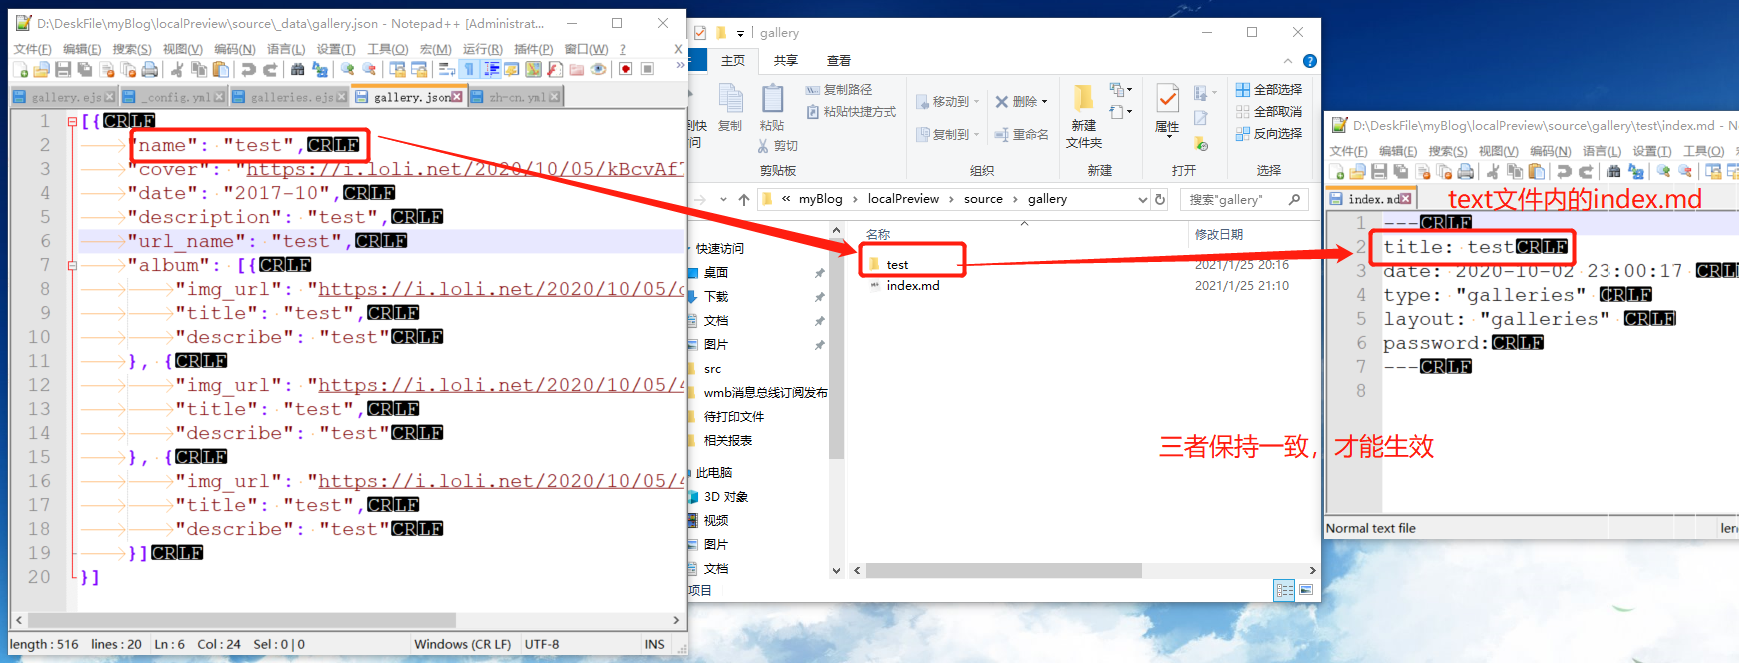 D:\DeskFile\myBlog\localPreview\source\_data\gallery.json - Notepad++ [Administrat...
文件(F) 编辑(E) 搜索(S) 视图(V) 编码(N) 语言(L) 设置(T) 工具(O) 宏(M) 运行(R) 插件(P) 窗口(W) ? X
gallery.ejs _config.yml galleries.ejs gallery.json zh-cn.yml
1 [{CRLF
2 "name": "test",CRLF
3 "cover": "https://i.loli.net/2020/10/05/kBcvAf
4 "date": "2017-10",CRLF
5 "description": "test",CRLF
6 "url_name": "test",CRLF
7 "album": [{CRLF
8 "img_url": "https://i.loli.net/2020/10/05/
9 "title": "test",CRLF
10 "describe": "test"CRLF
11 }, {CRLF
12 "img_url": "https://i.loli.net/2020/10/05/4
13 "title": "test",CRLF
14 "describe": "test"CRLF
15 }, {CRLF
16 "img_url": "https://i.loli.net/2020/10/05/4
17 "title": "test",CRLF
18 "describe": "test"CRLF
19 }]CRLF
20 }]
length : 516 lines : 20 Ln : 6 Col : 24 Sel : 0 | 0 Windows (CR LF) UTF-8 INS
gallery
主页 共享 查看
到快
问
复制
粘贴
复制路径
粘贴快捷方式
剪切
剪贴板
移动到
复制到
删除
重命名
组织
新建
文件夹
新建
属性
打开
全部选择
全部取消
反向选择
选择
« myBlog › localPreview › source › gallery
搜索"gallery"
快速访问
桌面
下载
文档
图片
src
wmb消息总线订阅发布
待打印文件
相关报表
此电脑
3D 对象
视频
图片
文档
项目
名称 修改日期
test 2021/1/25 20:16
index.md 2021/1/25 21:10
D:\DeskFile\myBlog\localPreview\source\gallery\test\index.md - No
文件(F) 编辑(E) 搜索(S) 视图(V) 编码(N) 语言(L) 设置(T) 工具(O)
index.md
text文件内的index.md
1 ---CRLF
2 title: testCRLF
3 date: 2020-10-02 23:00:17 CRL
4 type: "galleries" CRLF
5 layout: "galleries" CRLF
6 password:CRLF
7 ---CRLF
8
三者保持一致，才能生效
Normal text file len